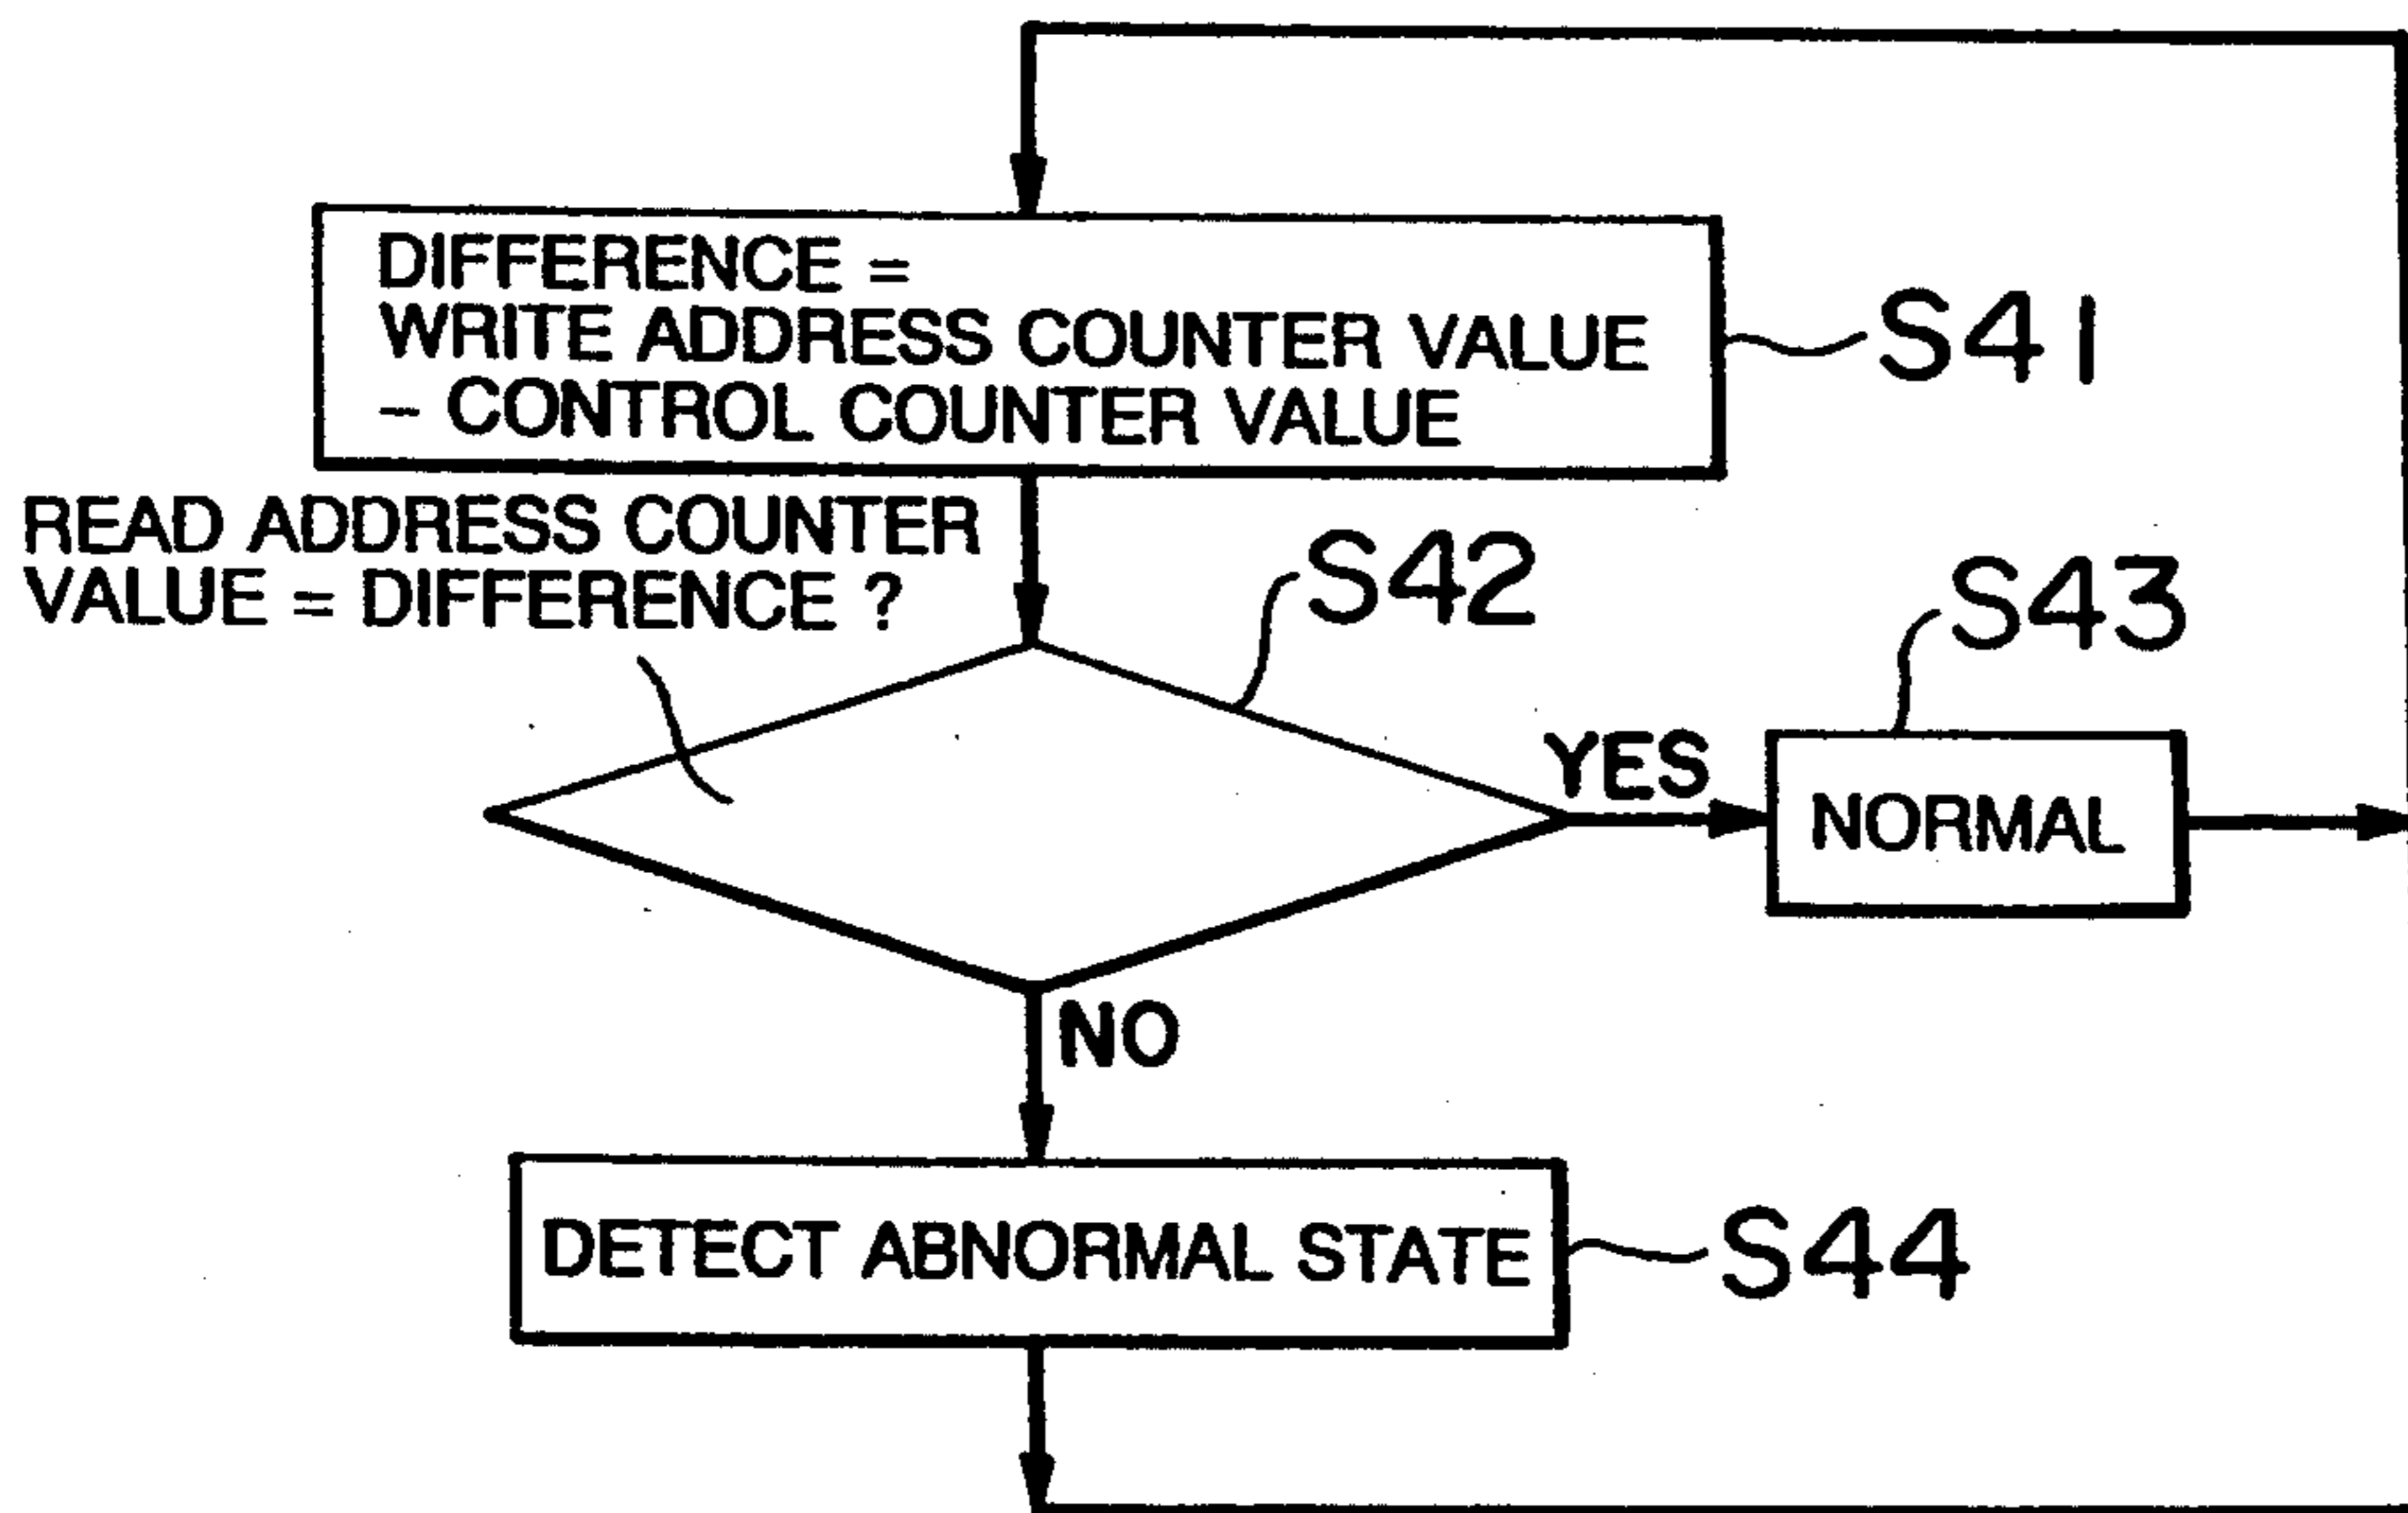 DIFFERENCE =
WRITE ADDRESS COUNTER VALUE
– CONTROL COUNTER VALUE
S41
READ ADDRESS COUNTER
VALUE = DIFFERENCE ?
S42
S43
YES
NORMAL
NO
DETECT ABNORMAL STATE
S44